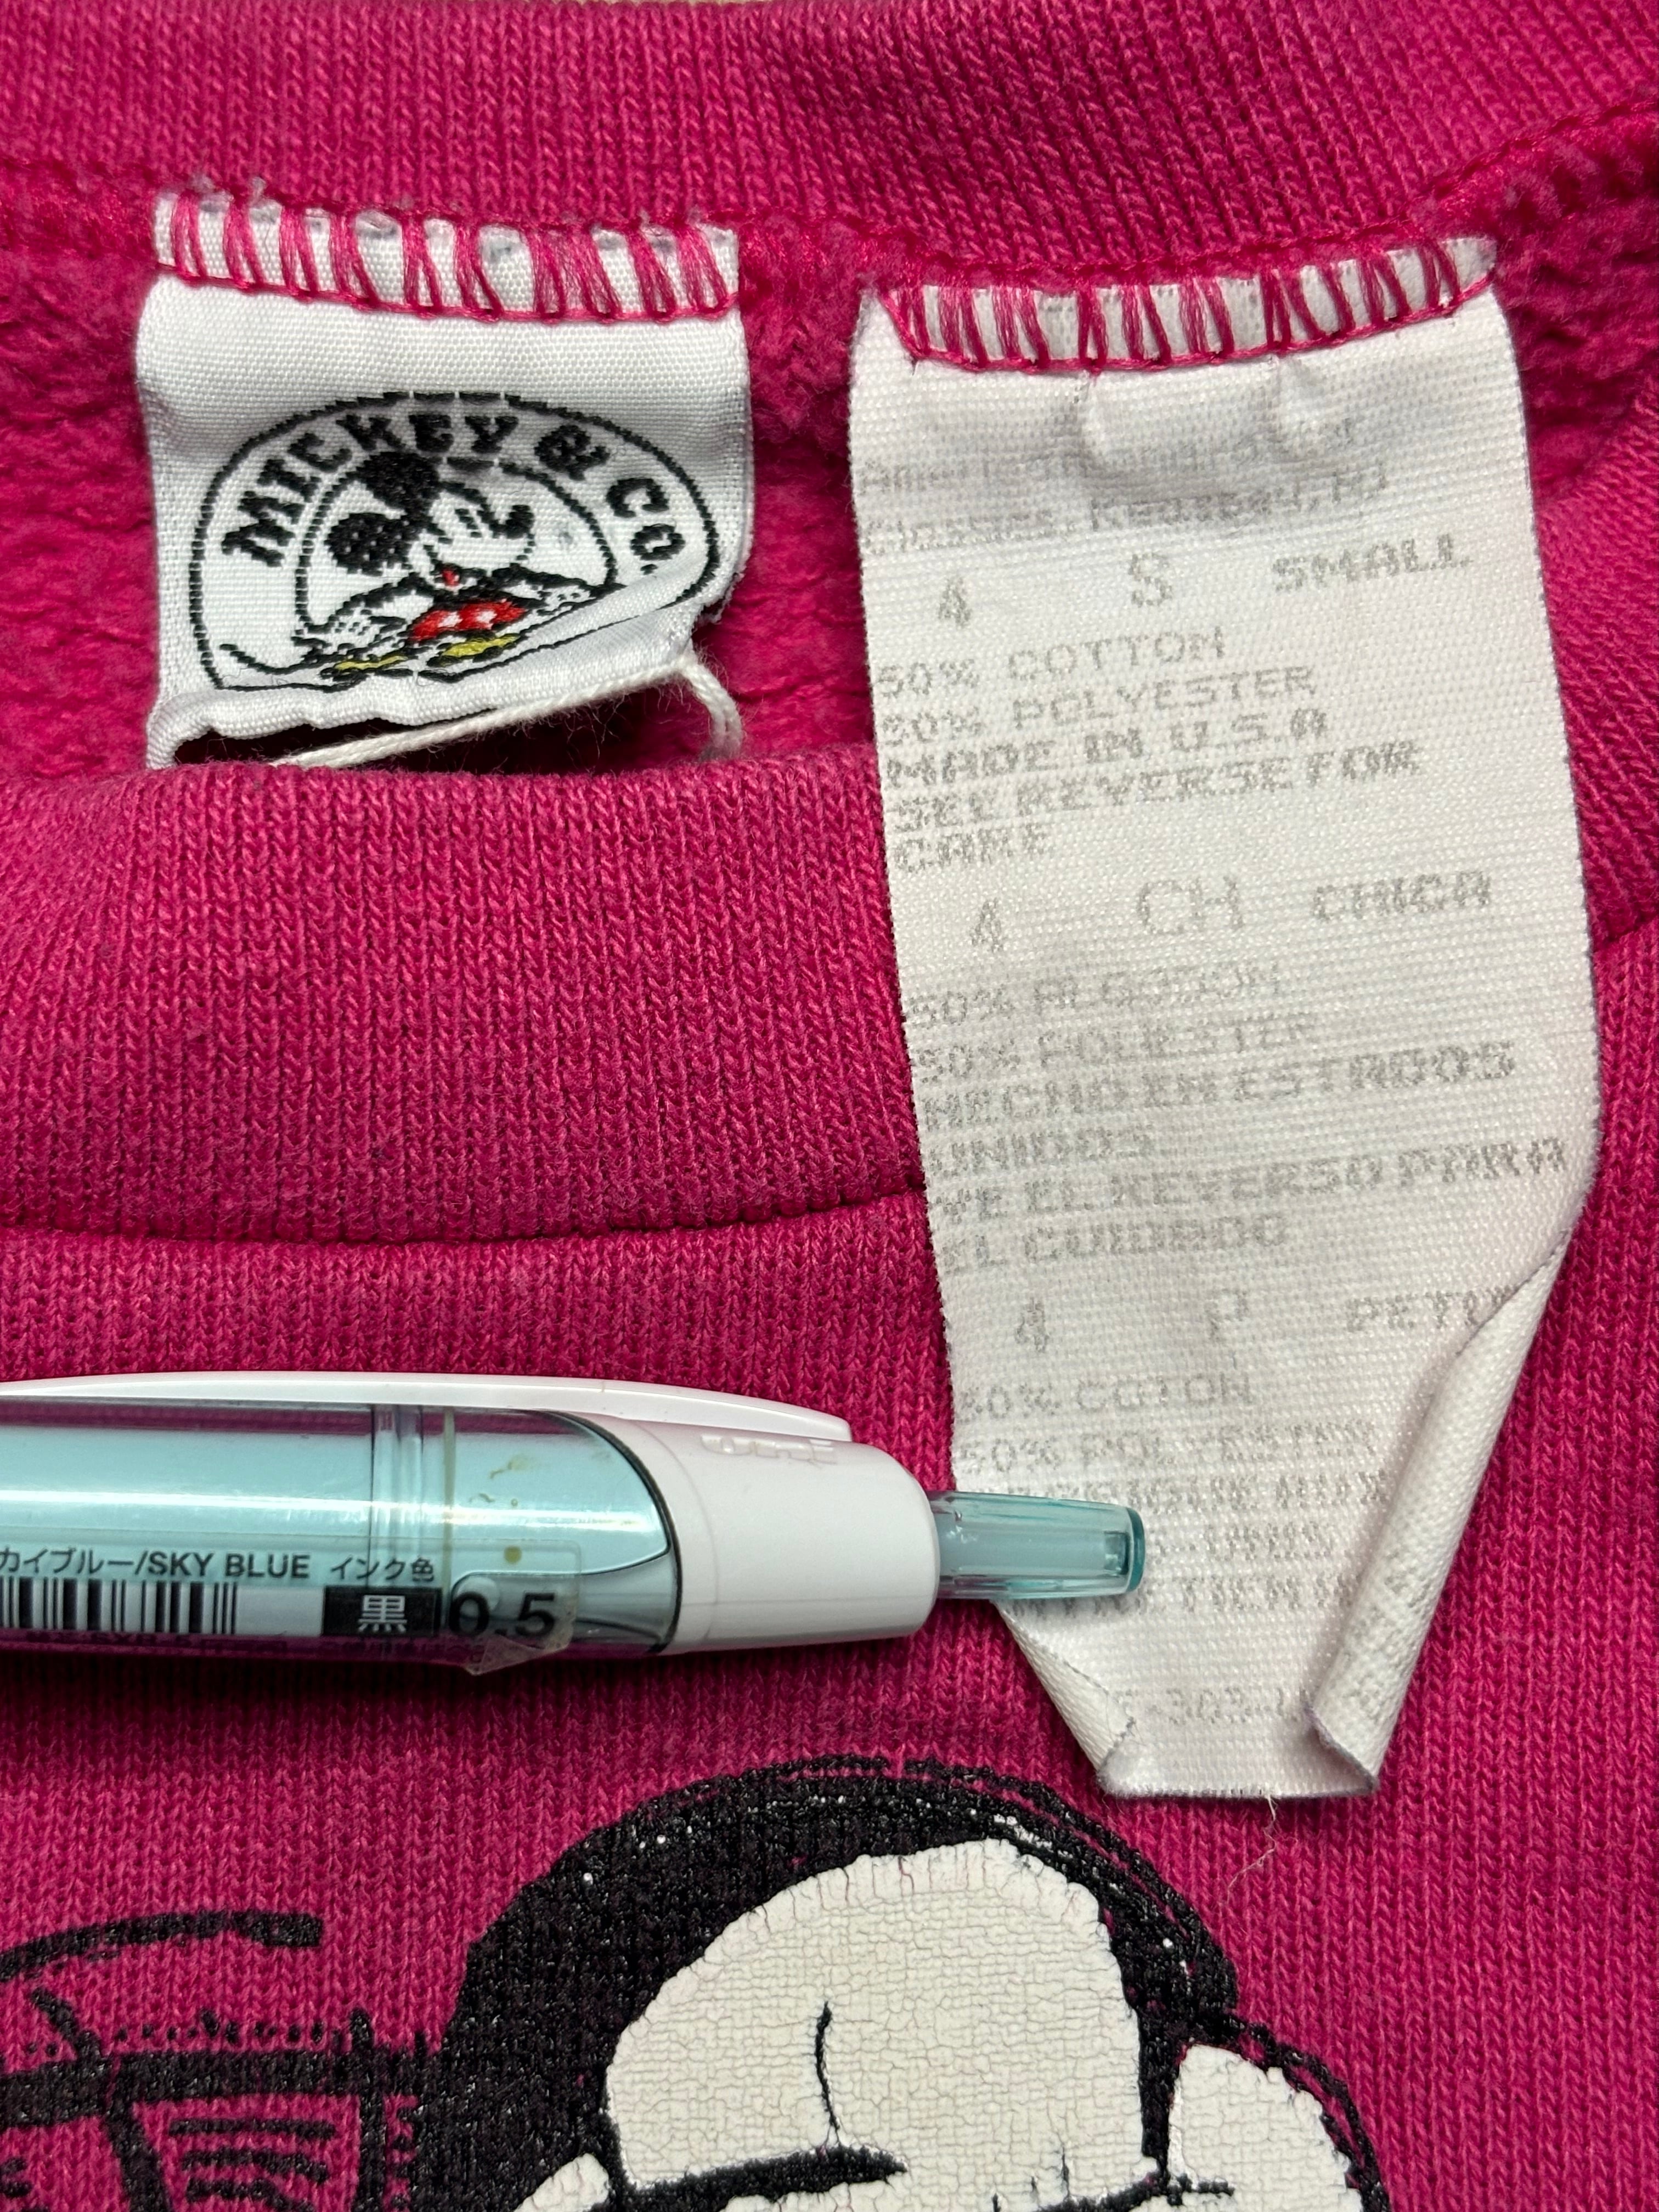 MICKEY & CO.
4 S SMALL
50% COTTON
50% POLYESTER
MADE IN U.S.A
SEE REVERSE FOR
CARE
4 CH CHICA
50% ALGODON
50% POLIESTER
HECHO EN ESTADOS
UNIDOS
VE EL REVERSO PARA
EL CUIDADO
4 P
50% COTON
50%
カイブルー/SKY BLUE インク色
黒 0.5